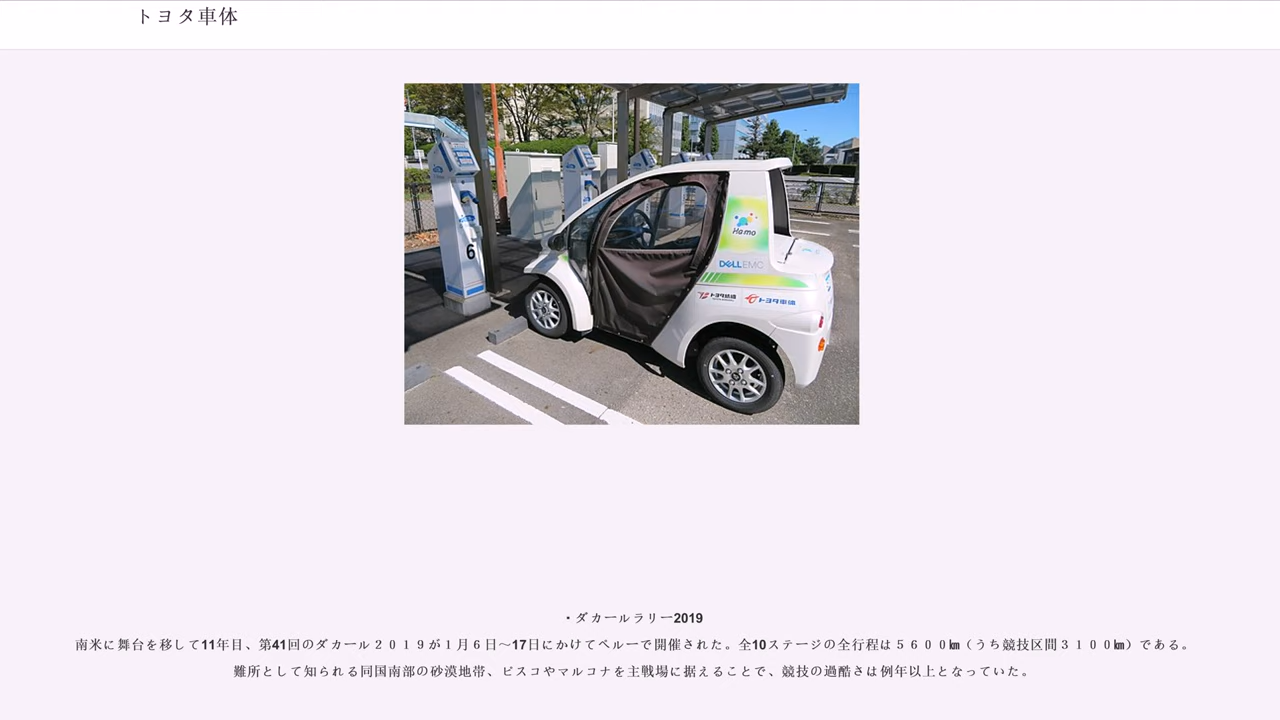 トヨタ車体
6
Hamo
DELL EMC
トヨタ紡織
トヨタ車体
・ダカールラリー2019
南米に舞台を移して11年目、第41回のダカール２０１９が１月６日～17日にかけてペルーで開催された。全10ステージの全行程は５６００㎞（うち競技区間３１００㎞）である。
難所として知られる同国南部の砂漠地帯、ピスコやマルコナを主戦場に据えることで、競技の過酷さは例年以上となっていた。